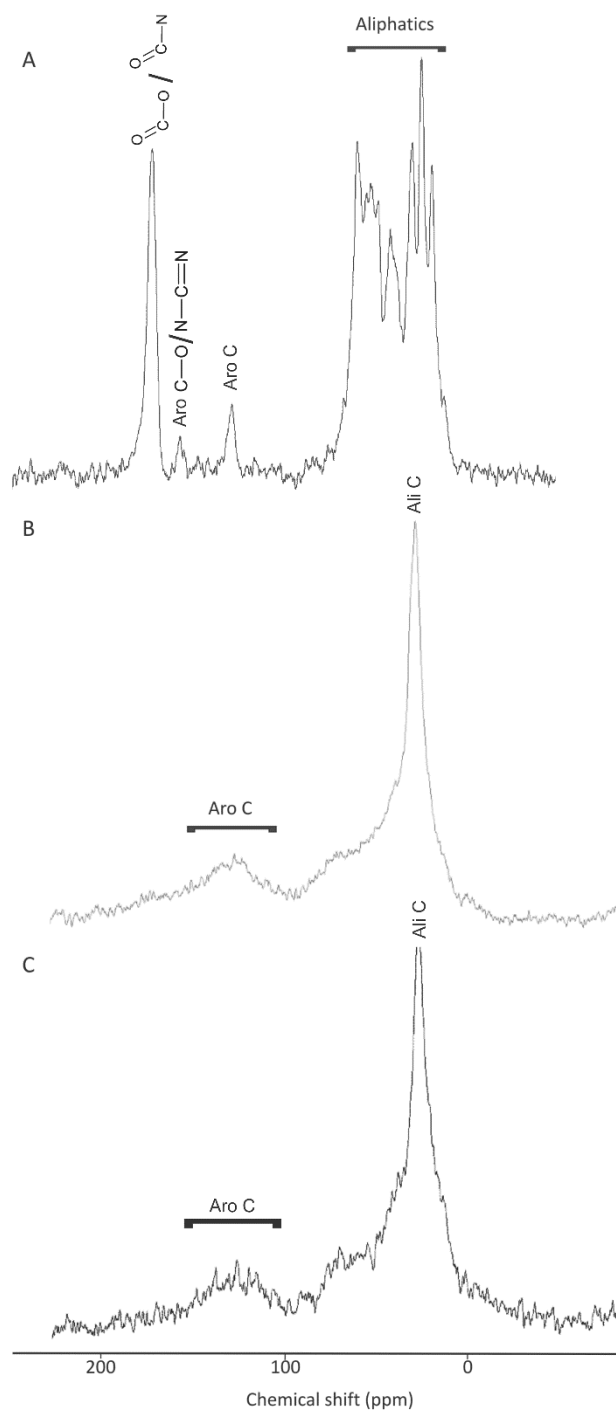 Aliphatics
A
O
C—N
/
O
C—O
Aro C—O/N—C=N
Aro C
B
Ali C
Aro C
C
Ali C
Aro C
200 100 0
Chemical shift (ppm)